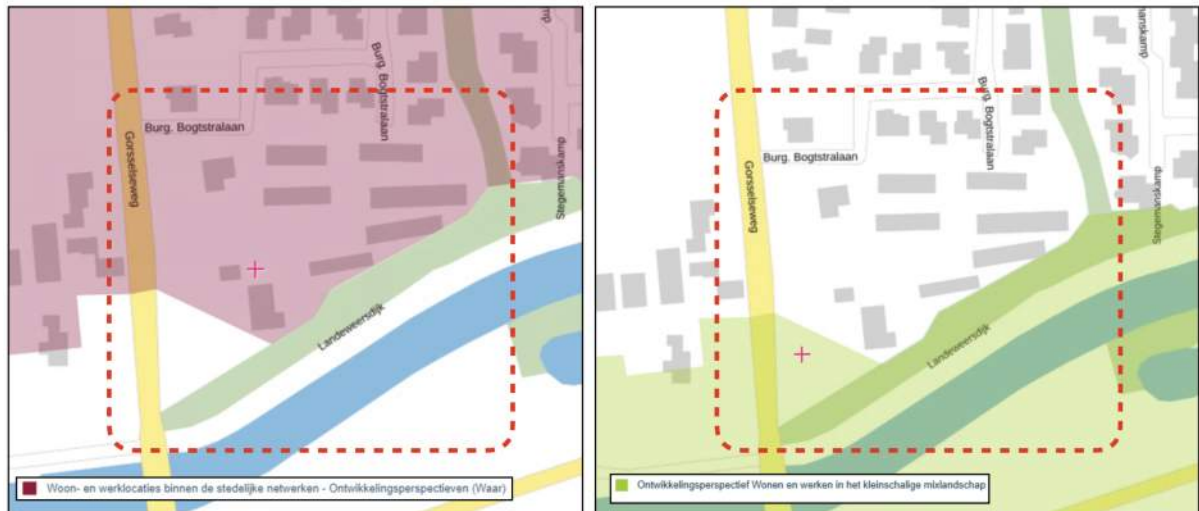 Burg. Bogtstralaan
Burg. Bogtstralaan
Gorsselseweg
Stegemanskamp
Landeweersdijk
Woon- en werklocaties binnen de stedelijke netwerken - Ontwikkelingsperspectieven (Waar)
manskamp
Burg. Bogtstralaan
Burg. Bogtstralaan
Gorsselseweg
Stegemanskamp
Landeweersdijk
Ontwikkelingsperspectief Wonen en werken in het kleinschalige mixlandschap